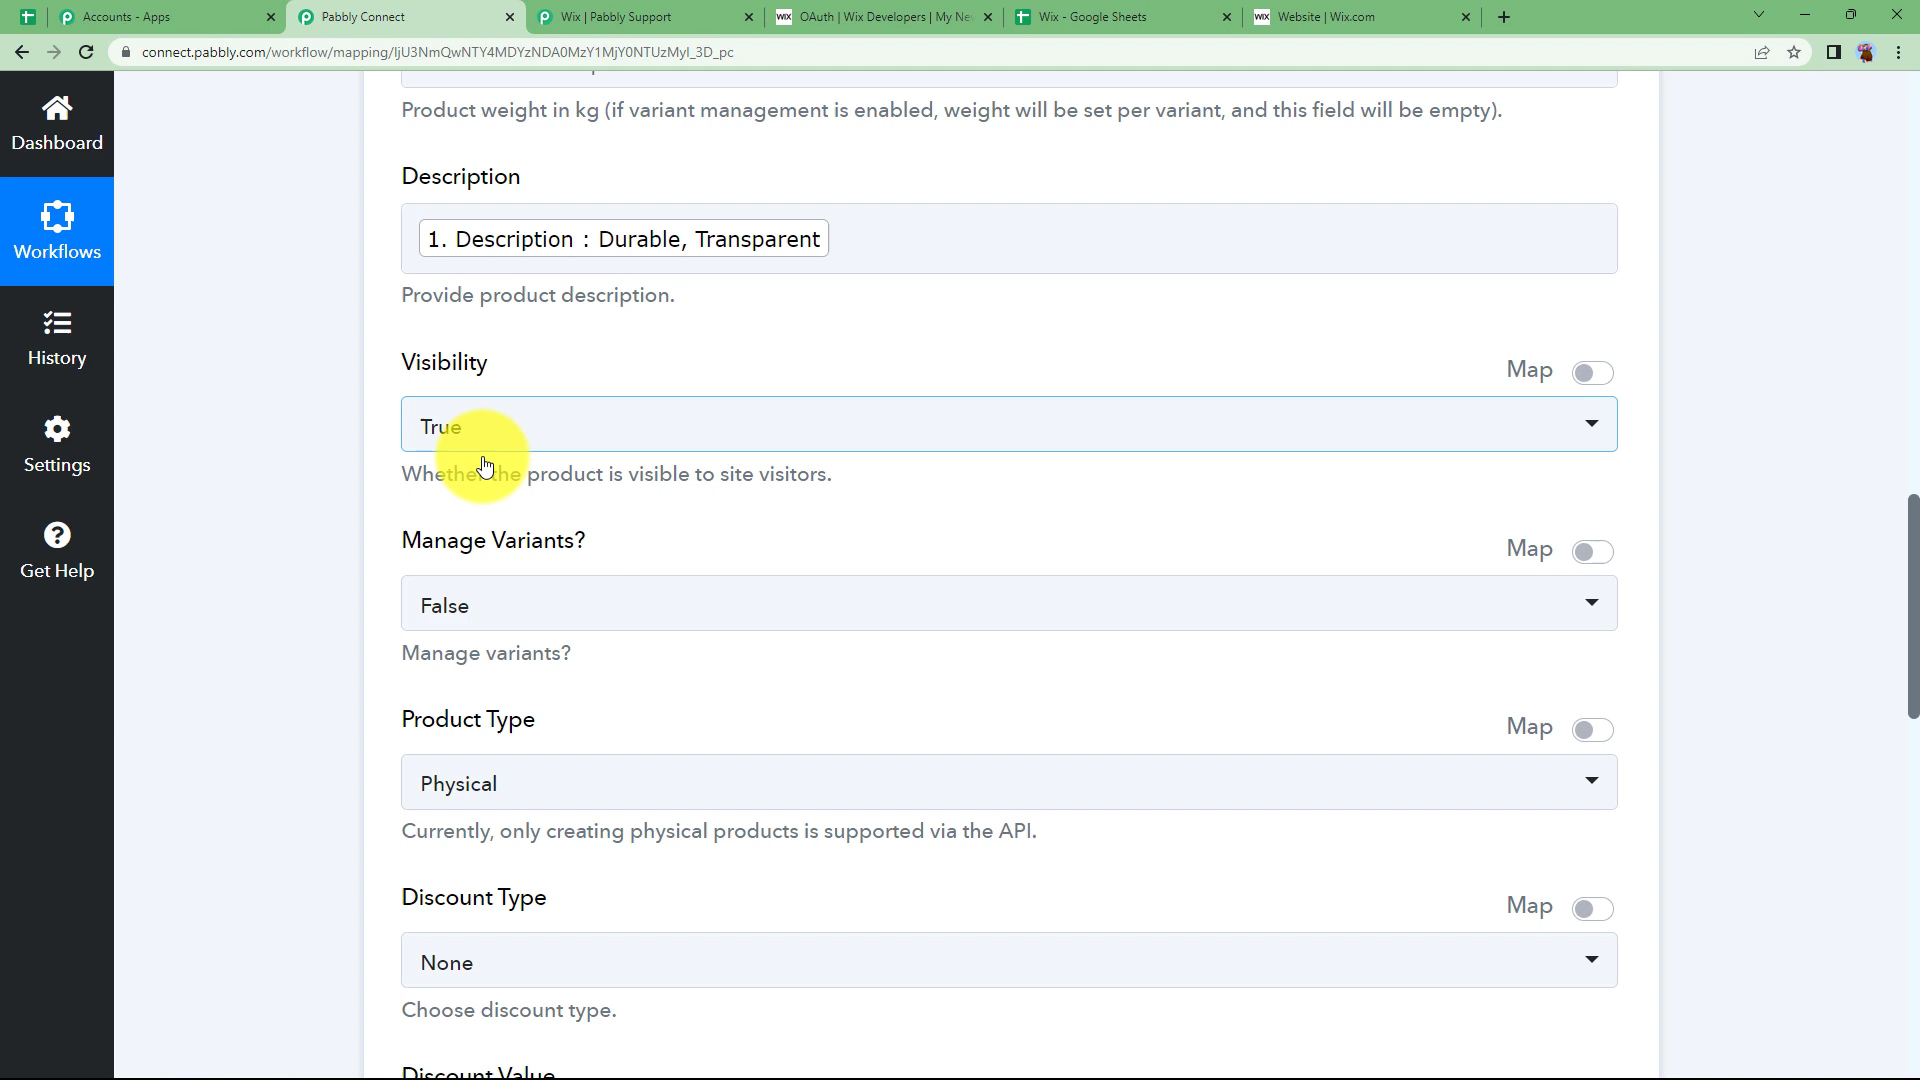 Accounts - Apps
Pabbly Connect
Wix | Pabbly Support
WIX OAuth | Wix Developers | My Ne
Wix - Google Sheets
WIX Website | Wix.com
connect.pabbly.com/workflow/mapping/IjU3NmQwNTY4MDYzNDA0MzY1MjY0NTUzMyI_3D_pc
Dashboard
Workflows
History
Settings
Get Help
Product weight in kg (if variant management is enabled, weight will be set per variant, and this field will be empty).
Description
1. Description : Durable, Transparent
Provide product description.
Visibility
Map
True
Whether the product is visible to site visitors.
Manage Variants?
Map
False
Manage variants?
Product Type
Map
Physical
Currently, only creating physical products is supported via the API.
Discount Type
Map
None
Choose discount type.
Discount Value